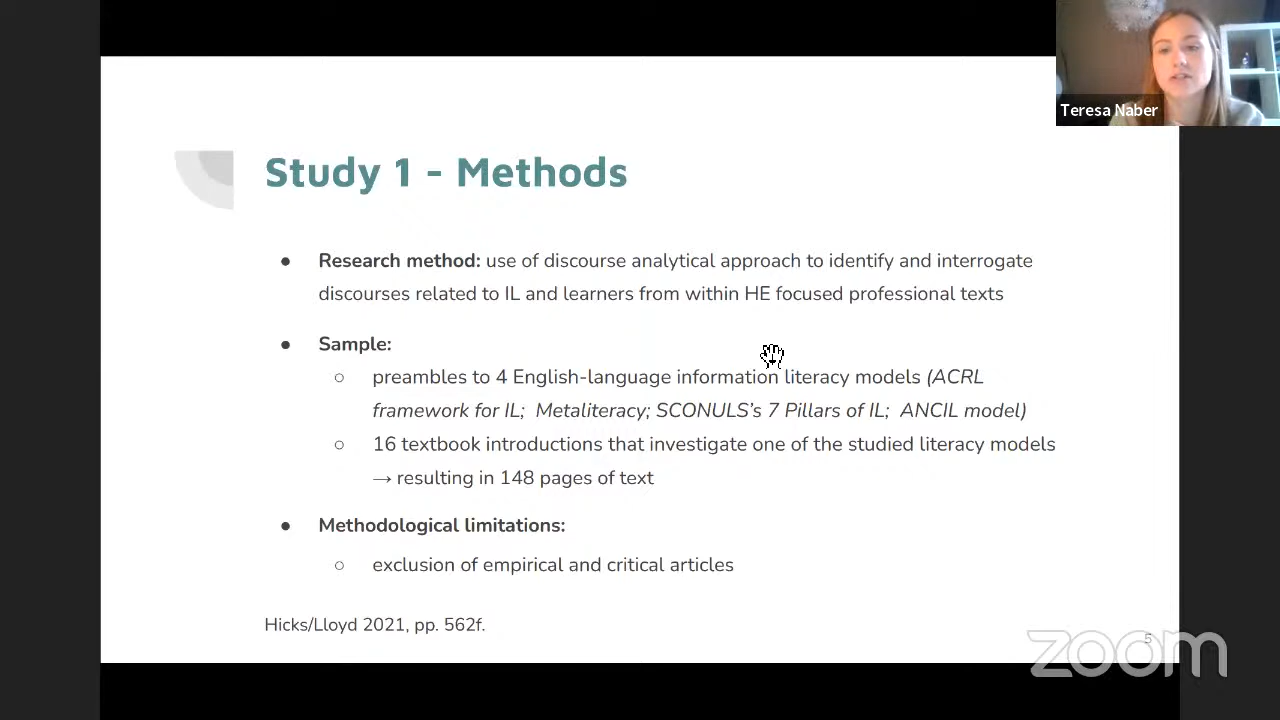 Teresa Naber
Study 1 - Methods
● Research method: use of discourse analytical approach to identify and interrogate
discourses related to IL and learners from within HE focused professional texts
● Sample:
○ preambles to 4 English-language information literacy models (ACRL
framework for IL; Metaliteracy; SCONULS’s 7 Pillars of IL; ANCIL model)
○ 16 textbook introductions that investigate one of the studied literacy models
→ resulting in 148 pages of text
● Methodological limitations:
○ exclusion of empirical and critical articles
Hicks/Lloyd 2021, pp. 562f.
5
zoom